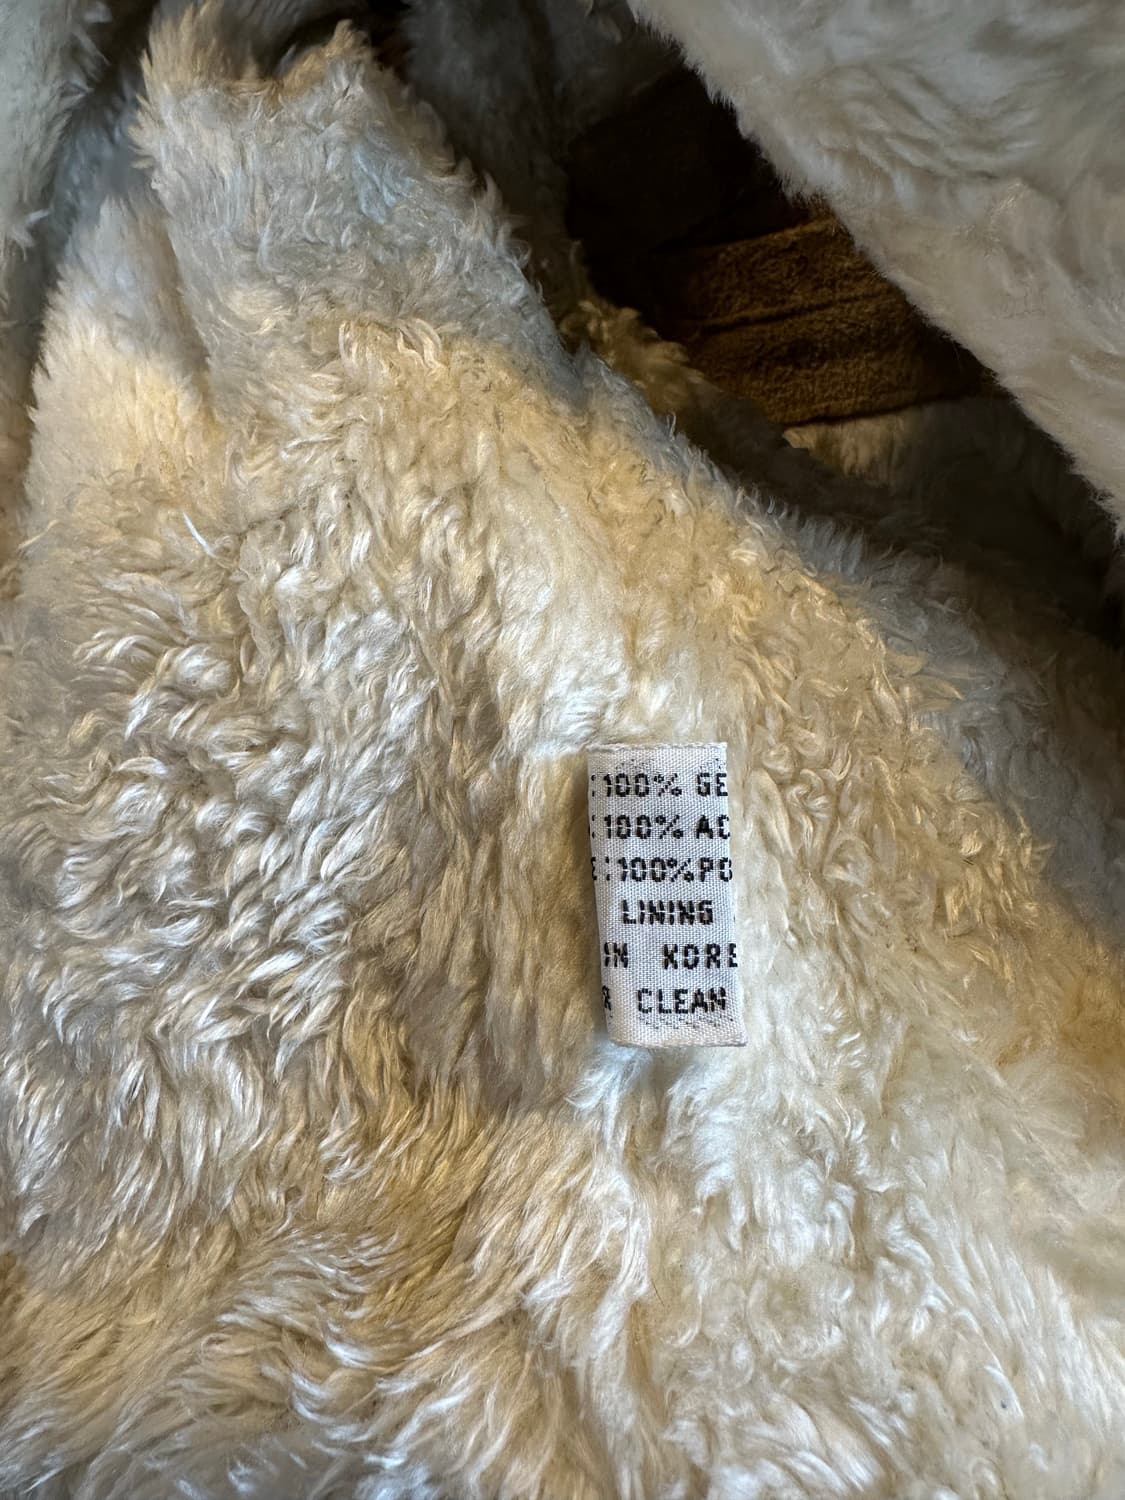 :100% GE
:100% AC
E:100%PO
LINING
IN KORE
& CLEAN